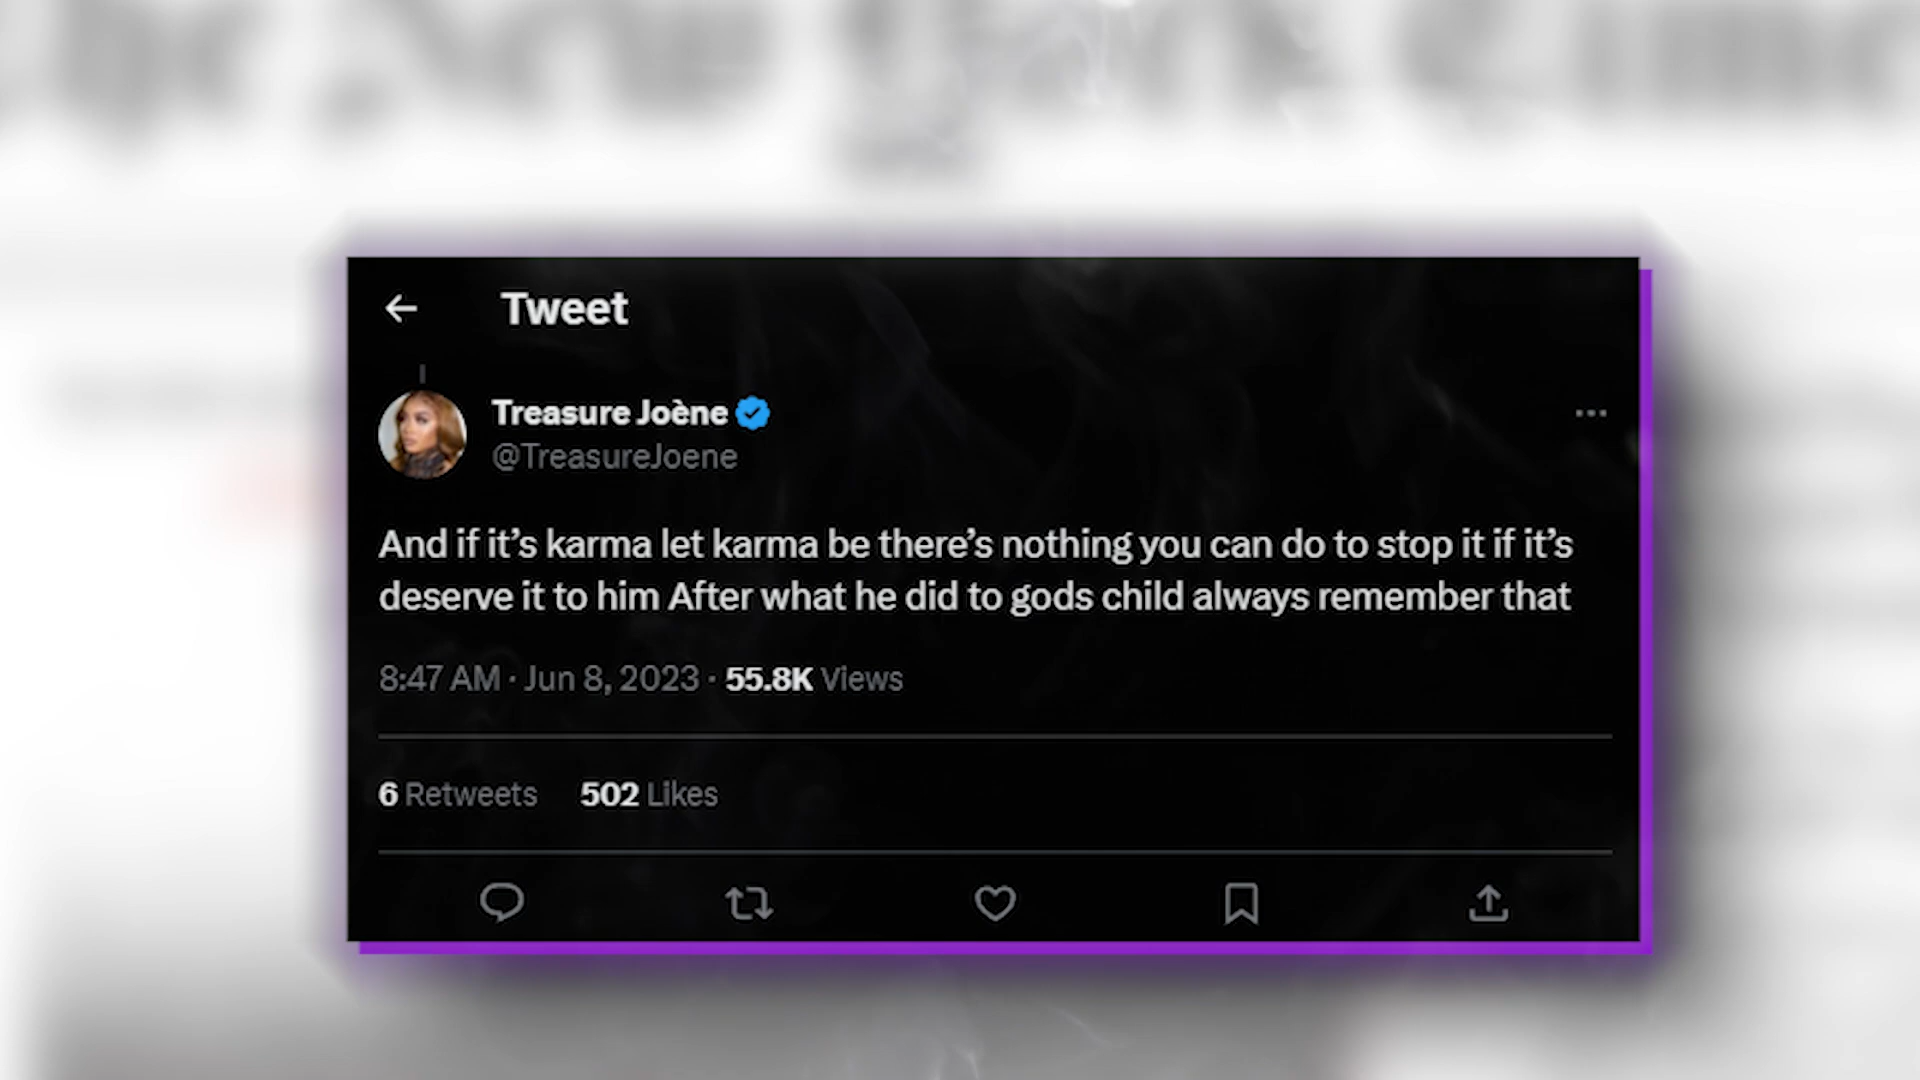 Tweet
Treasure Joène
@TreasureJoene
And if it’s karma let karma be there’s nothing you can do to stop it if it’s
deserve it to him After what he did to gods child always remember that
8:47 AM · Jun 8, 2023 · 55.8K Views
6 Retweets 502 Likes